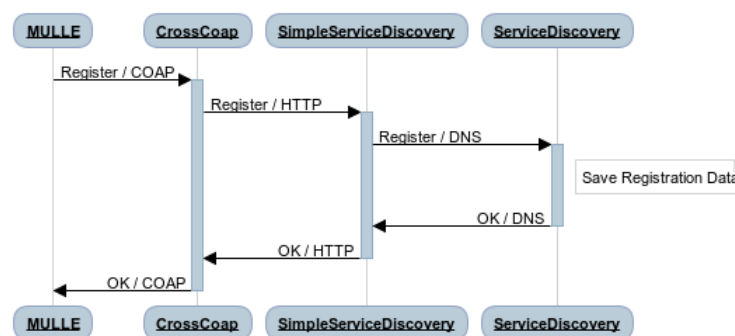 MULLE CrossCoap SimpleServiceDiscovery ServiceDiscovery
Register / COAP
Register / HTTP
Register / DNS
Save Registration Data
OK / DNS
OK / HTTP
OK / COAP
MULLE CrossCoap SimpleServiceDiscovery ServiceDiscovery